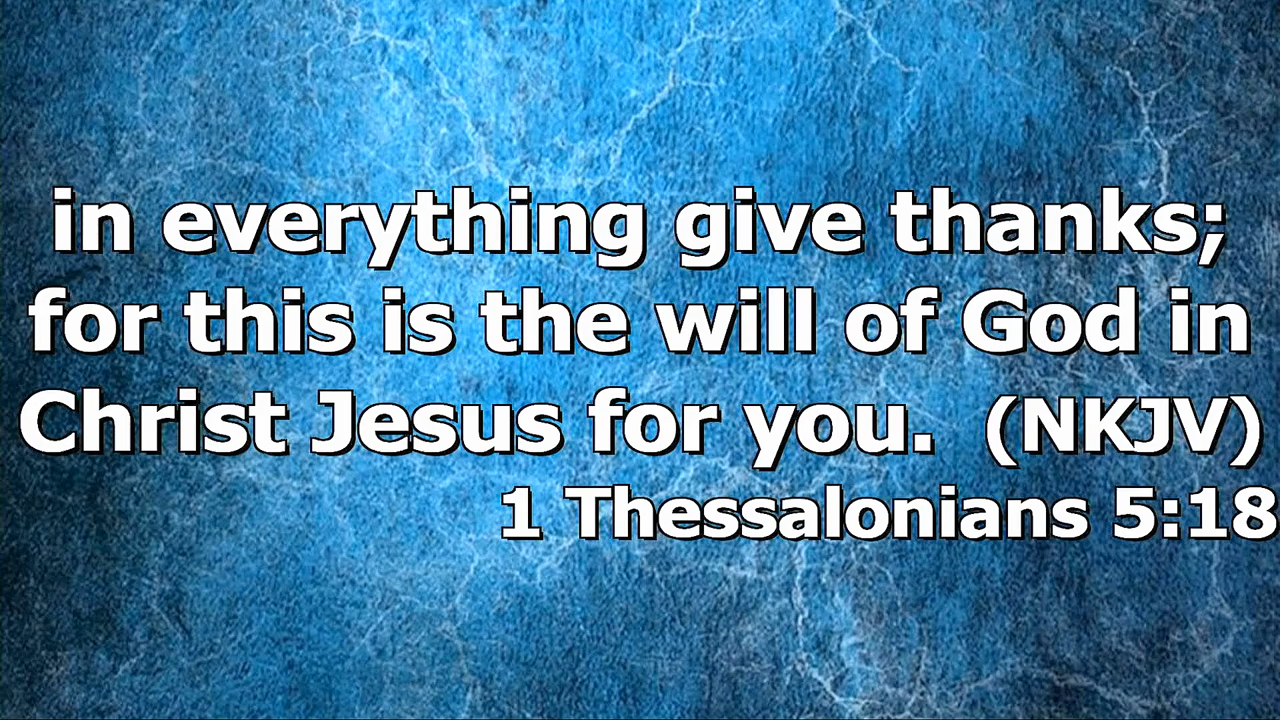 in everything give thanks;
for this is the will of God in
Christ Jesus for you.  (NKJV)
1 Thessalonians 5:18